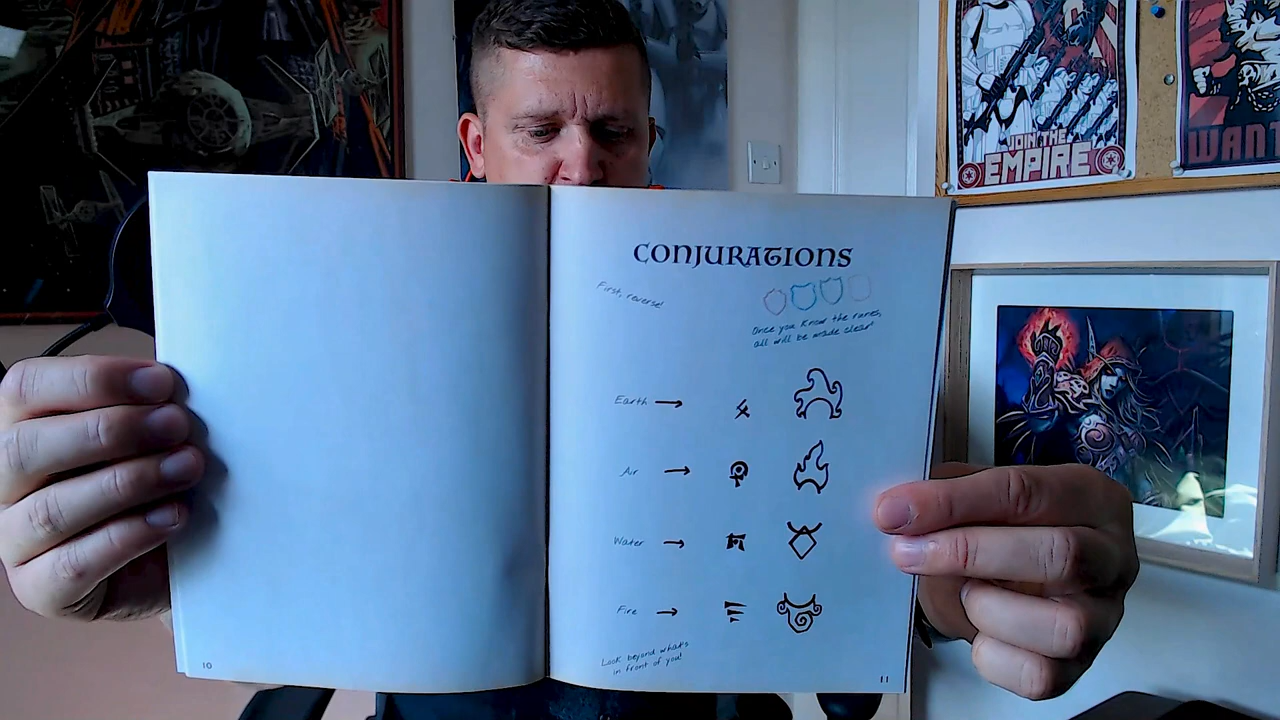 JOIN THE
EMPIRE
WANT
CONJURATIONS
First, reverse!
Once you know the runes,
all will be made clear
Earth →
Air →
Water →
Fire →
Look beyond what's
in front of you!
10
11